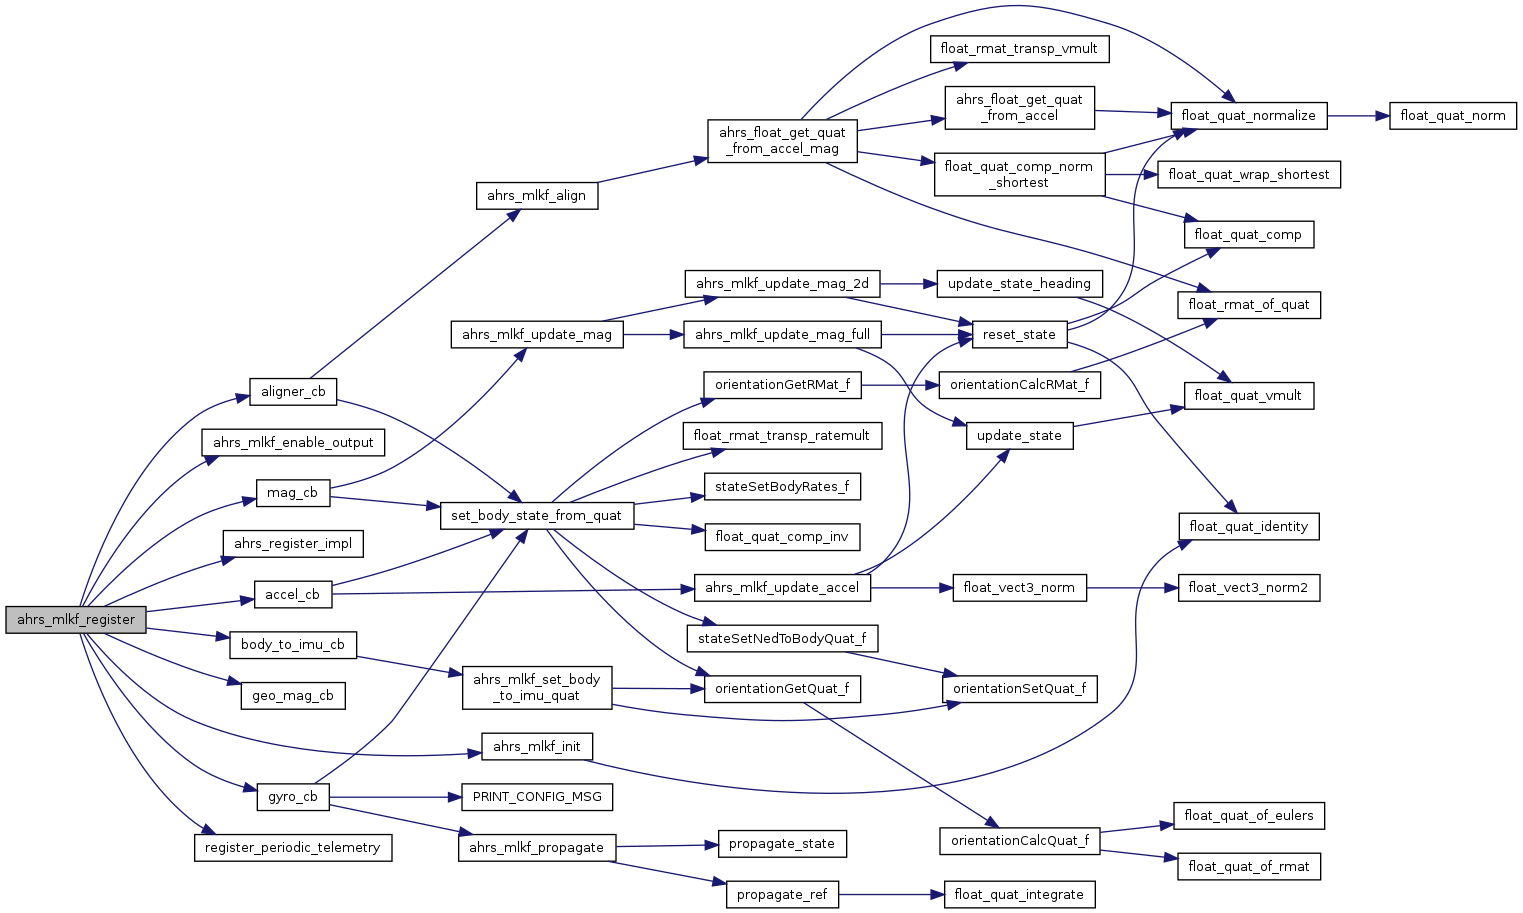 ahrs_mlkf_register
aligner_cb
ahrs_mlkf_enable_output
mag_cb
ahrs_register_impl
accel_cb
body_to_imu_cb
geo_mag_cb
gyro_cb
register_periodic_telemetry
ahrs_mlkf_align
ahrs_mlkf_update_mag
set_body_state_from_quat
ahrs_mlkf_set_body
_to_imu_quat
ahrs_mlkf_init
PRINT_CONFIG_MSG
ahrs_mlkf_propagate
ahrs_float_get_quat
_from_accel_mag
ahrs_mlkf_update_mag_2d
ahrs_mlkf_update_mag_full
orientationGetRMat_f
float_rmat_transp_ratemult
stateSetBodyRates_f
float_quat_comp_inv
ahrs_mlkf_update_accel
stateSetNedToBodyQuat_f
orientationGetQuat_f
propagate_state
propagate_ref
float_rmat_transp_vmult
ahrs_float_get_quat
_from_accel
float_quat_comp_norm
_shortest
update_state_heading
reset_state
orientationCalcRMat_f
update_state
float_vect3_norm
orientationSetQuat_f
orientationCalcQuat_f
float_quat_integrate
float_quat_normalize
float_quat_wrap_shortest
float_quat_comp
float_rmat_of_quat
float_quat_vmult
float_quat_identity
float_vect3_norm2
float_quat_of_eulers
float_quat_of_rmat
float_quat_norm